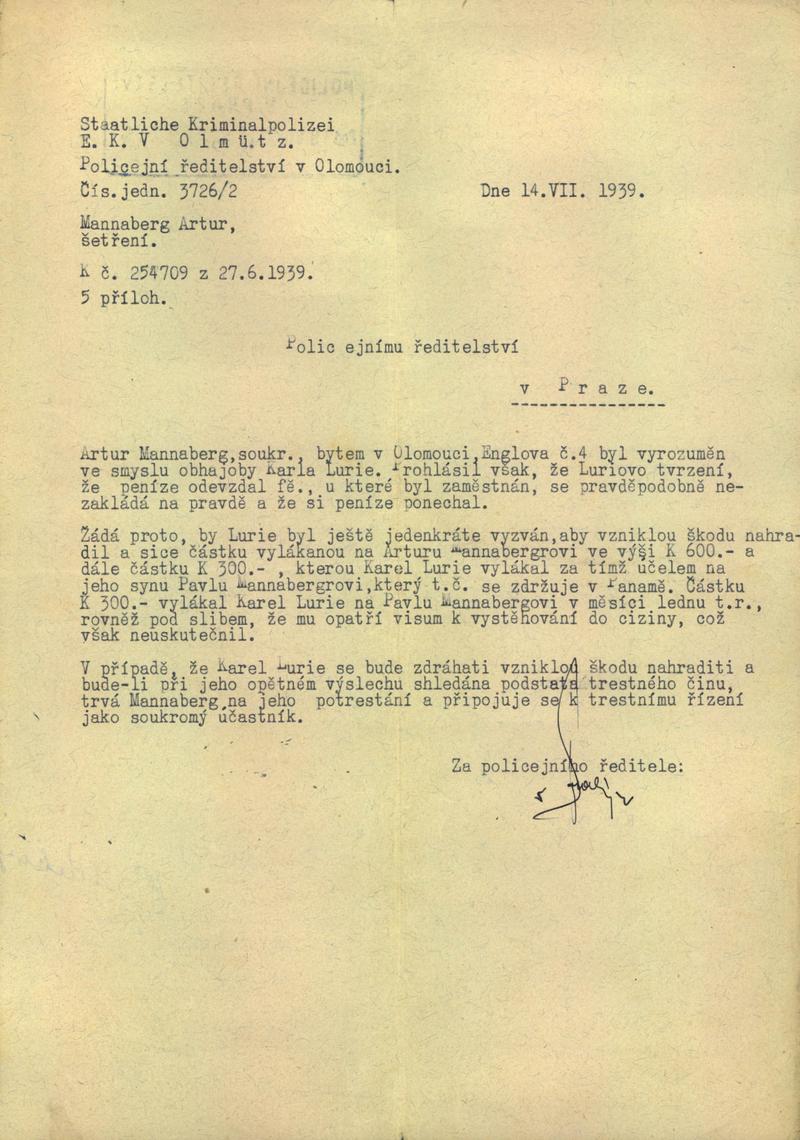 Staatliche Kriminalpolizei
E. K. V O l m ü.t z.
Policejní ředitelství v Olomouci.
Čís.jedn. 3726/2 Dne 14.VII. 1939.
Mannaberg Artur,
šetření.
K č. 254709 z 27.6.1939.
5 příloh.
Polic ejnímu ředitelství
v P r a z e.
Artur Mannaberg,soukr., bytem v Olomouci,Englova č.4 byl vyrozuměn
ve smyslu obhajoby Karla Lurie. Prohlásil však, že Luriovo tvrzení,
že peníze odevzdal fě., u které byl zaměstnán, se pravděpodobně ne-
zakládá na pravdě a že si peníze ponechal.
Žádá proto, by Lurie byl ještě jedenkráte vyzván,aby vzniklou škodu nahra-
dil a sice částku vylákanou na Arturu Mannabergrovi ve výši K 600.- a
dále částku K 300.- , kterou Karel Lurie vylákal za tímž účelem na
jeho synu Pavlu Mannabergrovi,který t.č. se zdržuje v Panamě. Částku
K 300.- vylákal Karel Lurie na Pavlu Mannabergovi v měsíci lednu t.r.,
rovněž pod slibem, že mu opatří visum k vystěhování do ciziny, což
však neuskutečnil.
V případě, že Karel Lurie se bude zdráhati vzniklou škodu nahraditi a
bude-li při jeho opětném výslechu shledána podstata trestného činu,
trvá Mannaberg na jeho potrestání a připojuje se k trestnímu řízení
jako soukromý účastník.
Za policejního ředitele: